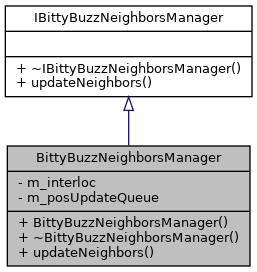 IBittyBuzzNeighborsManager
+ ~IBittyBuzzNeighborsManager()
+ updateNeighbors()
BittyBuzzNeighborsManager
- m_interloc
- m_posUpdateQueue
+ BittyBuzzNeighborsManager()
+ ~BittyBuzzNeighborsManager()
+ updateNeighbors()